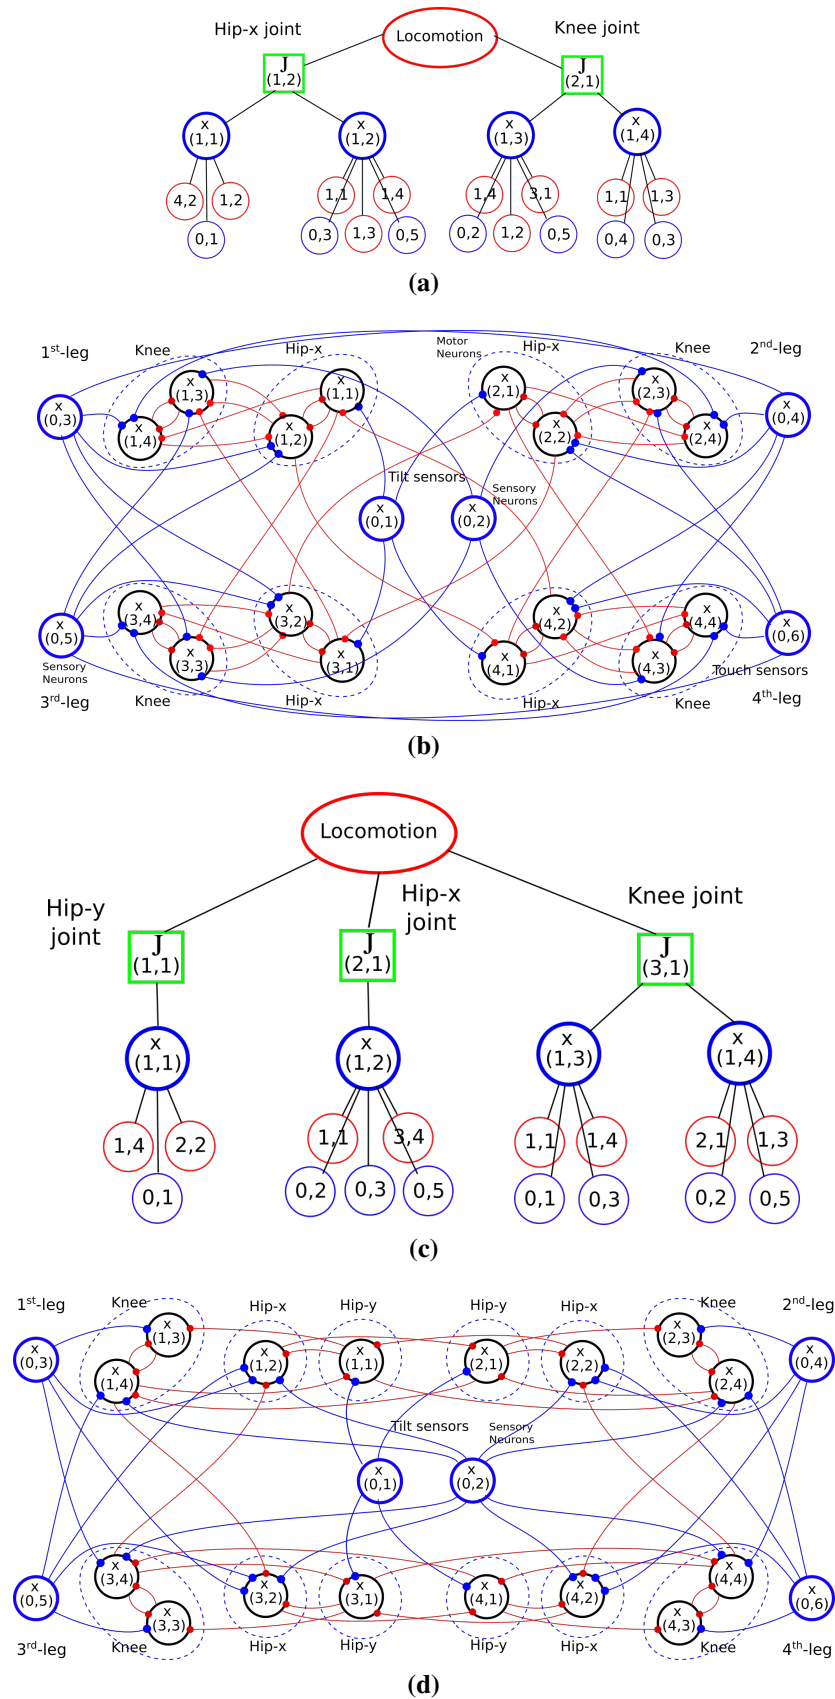 Hip-x joint
Locomotion
Knee joint
J
(1,2)
J
(2,1)
x
(1,1)
x
(1,2)
x
(1,3)
x
(1,4)
4,2
1,2
1,1
1,4
1,4
3,1
1,1
1,3
0,1
0,3
1,3
0,5
0,2
1,2
0,5
0,4
0,3
(a)
1st-leg
Knee
Hip-x
Motor
Neurons
Hip-x
Knee
2nd-leg
x
(0,3)
x
(1,4)
x
(1,3)
x
(1,2)
x
(1,1)
x
(2,1)
x
(2,2)
x
(2,3)
x
(2,4)
x
(0,4)
Tilt sensors
Sensory
Neurons
x
(0,1)
x
(0,2)
x
(0,5)
x
(3,4)
x
(3,3)
x
(3,2)
x
(3,1)
x
(4,1)
x
(4,2)
x
(4,3)
x
(4,4)
x
(0,6)
Sensory
Neurons
Touch sensors
3rd-leg
Knee
Hip-x
Hip-x
Knee
4th-leg
(b)
Locomotion
Hip-y
joint
Hip-x
joint
Knee joint
J
(1,1)
J
(2,1)
J
(3,1)
x
(1,1)
x
(1,2)
x
(1,3)
x
(1,4)
1,4
2,2
1,1
3,4
1,1
1,4
2,1
1,3
0,1
0,2
0,3
0,5
0,1
0,3
0,2
0,5
(c)
1st-leg
Knee
Hip-x
Hip-y
Hip-y
Hip-x
Knee
2nd-leg
x
(0,3)
x
(1,3)
x
(1,4)
x
(1,2)
x
(1,1)
x
(2,1)
x
(2,2)
x
(2,3)
x
(2,4)
x
(0,4)
Tilt sensors
Sensory
Neurons
x
(0,1)
x
(0,2)
x
(0,5)
x
(3,4)
x
(3,3)
x
(3,2)
x
(3,1)
x
(4,1)
x
(4,2)
x
(4,3)
x
(4,4)
x
(0,6)
3rd-leg
Knee
Hip-x
Hip-y
Hip-y
Hip-x
Knee
4th-leg
(d)